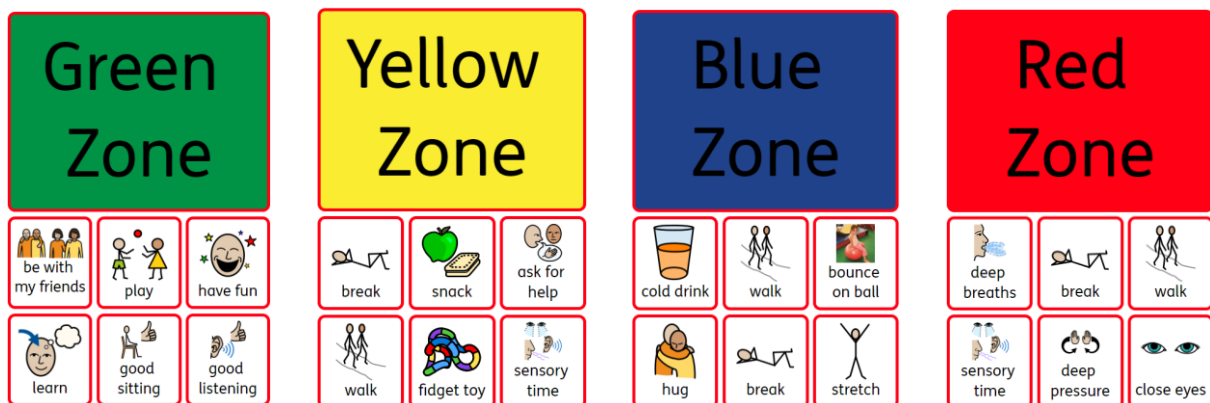 Green
Zone
be with
my friends
play
have fun
learn
good
sitting
good
listening
Yellow
Zone
break
snack
ask for
help
walk
fidget toy
sensory
time
Blue
Zone
cold drink
walk
bounce
on ball
hug
break
stretch
Red
Zone
deep
breaths
break
walk
sensory
time
deep
pressure
close eyes